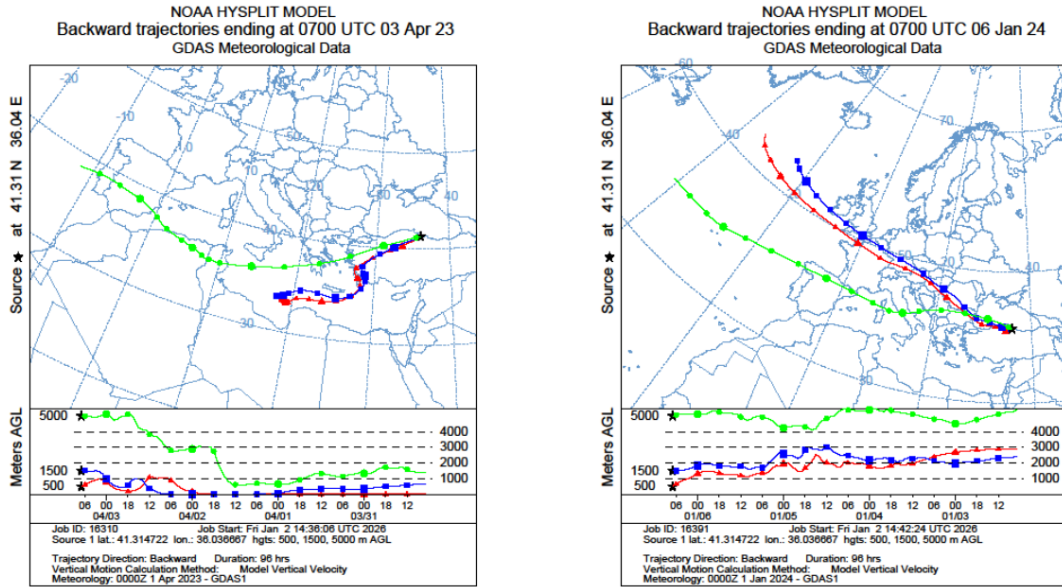 NOAA HYSPLIT MODEL
Backward trajectories ending at 0700 UTC 03 Apr 23
GDAS Meteorological Data
Source ★ at 41.31 N 36.04 E
-20
-10
0
40
30
Meters AGL
5000
1500
500
4000
3000
2000
1000
06 00 18 12 06 00 18 12 06 00 18 12 06 00 18 12
04/03 04/02 04/01 03/31
Job ID: 16310 Job Start: Fri Jan 2 14:36:06 UTC 2026
Source 1 lat.: 41.314722 lon.: 36.036667 hgts: 500, 1500, 5000 m AGL
Trajectory Direction: Backward Duration: 96 hrs
Vertical Motion Calculation Method: Model Vertical Velocity
Meteorology: 0000Z 1 Apr 2023 - GDAS1
NOAA HYSPLIT MODEL
Backward trajectories ending at 0700 UTC 06 Jan 24
GDAS Meteorological Data
Source ★ at 41.31 N 36.04 E
-60
70
Meters AGL
5000
1500
500
4000
3000
2000
1000
06 00 18 12 06 00 18 12 06 00 18 12 06 00 18 12
01/06 01/05 01/04 01/03
Job ID: 16391 Job Start: Fri Jan 2 14:42:24 UTC 2026
Source 1 lat.: 41.314722 lon.: 36.036667 hgts: 500, 1500, 5000 m AGL
Trajectory Direction: Backward Duration: 96 hrs
Vertical Motion Calculation Method: Model Vertical Velocity
Meteorology: 0000Z 1 Jan 2024 - GDAS1